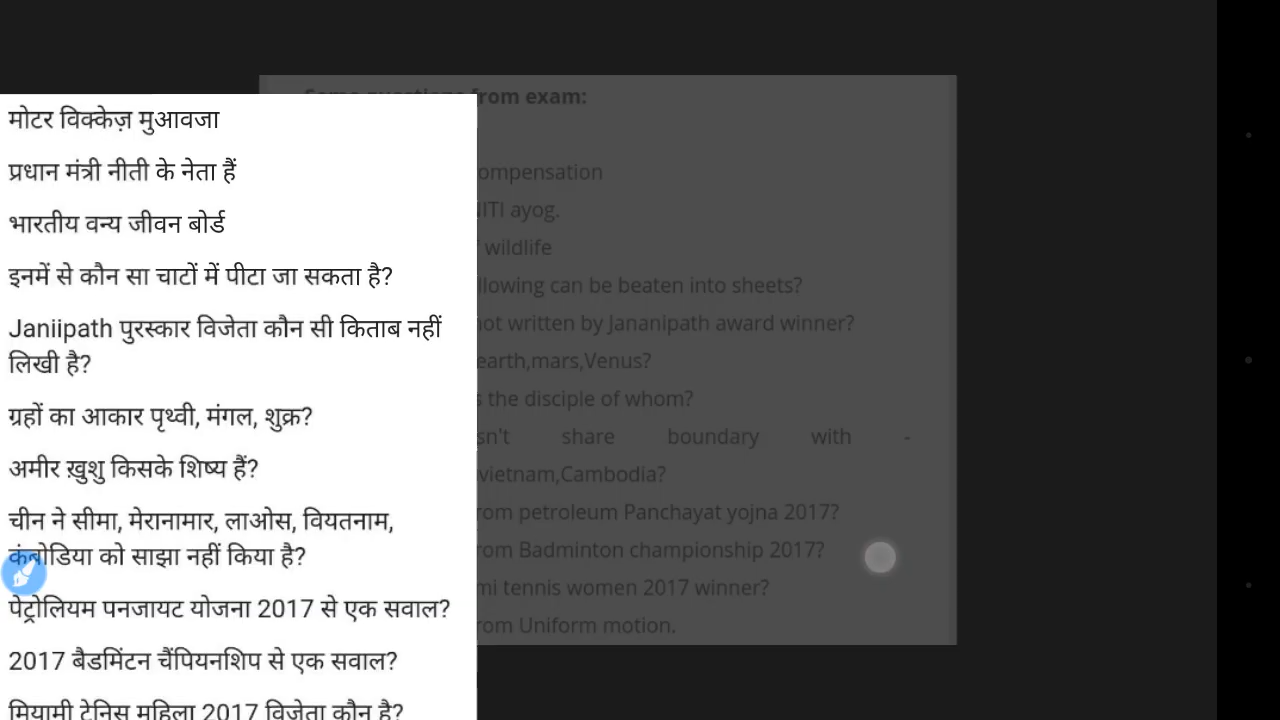 मोटर विक्केज़ मुआवजा
प्रधान मंत्री नीती के नेता हैं
भारतीय वन्य जीवन बोर्ड
इनमें से कौन सा चाटों में पीटा जा सकता है?
Janiipath पुरस्कार विजेता कौन सी किताब नहीं
लिखी है?
ग्रहों का आकार पृथ्वी, मंगल, शुक्र?
अमीर ख़ुशु किसके शिष्य हैं?
चीन ने सीमा, मेरानामार, लाओस, वियतनाम,
कंबोडिया को साझा नहीं किया है?
पेट्रोलियम पनजायट योजना 2017 से एक सवाल?
2017 बैडमिंटन चैंपियनशिप से एक सवाल?
मियामी टेनिस महिला 2017 विजेता कौन है?
from exam:
ompensation
NITI ayog.
wildlife
llowing can be beaten into sheets?
not written by Jananipath award winner?
earth,mars,Venus?
s the disciple of whom?
sn't share boundary with -
vietnam,Cambodia?
rom petroleum Panchayat yojna 2017?
rom Badminton championship 2017?
mi tennis women 2017 winner?
rom Uniform motion.